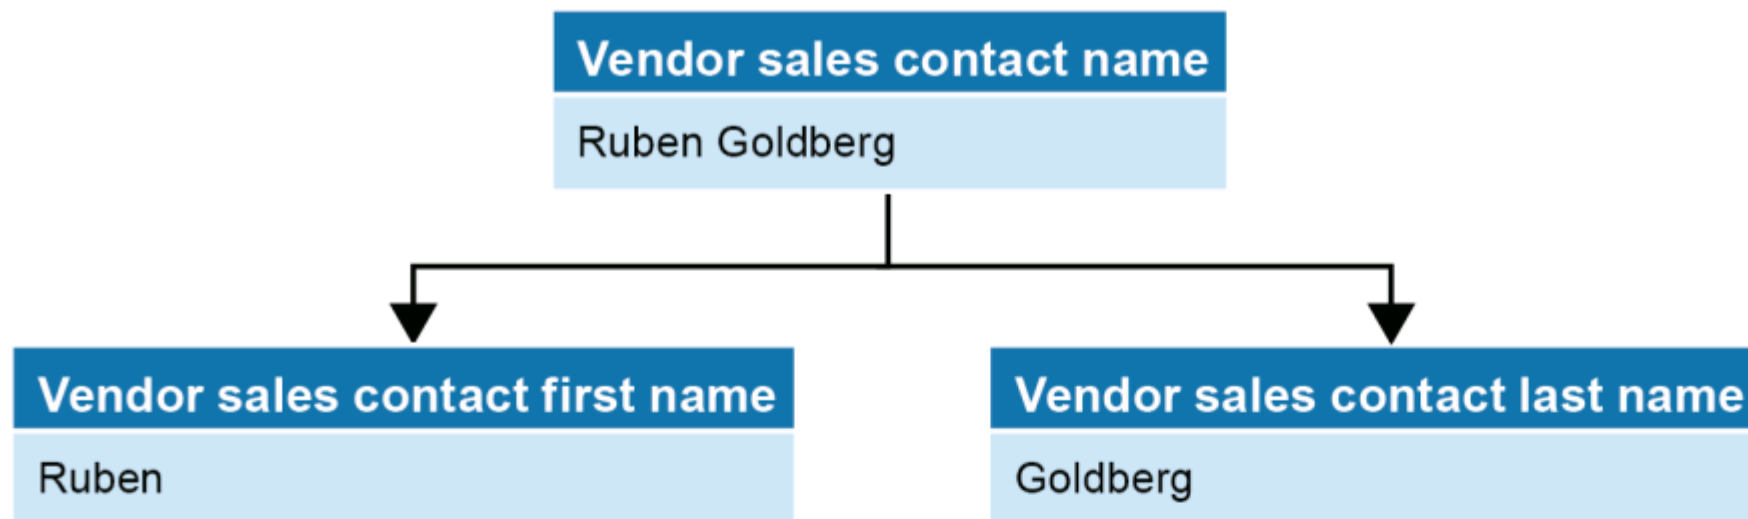 Vendor sales contact name
Ruben Goldberg
Vendor sales contact first name
Vendor sales contact last name
Ruben
Goldberg